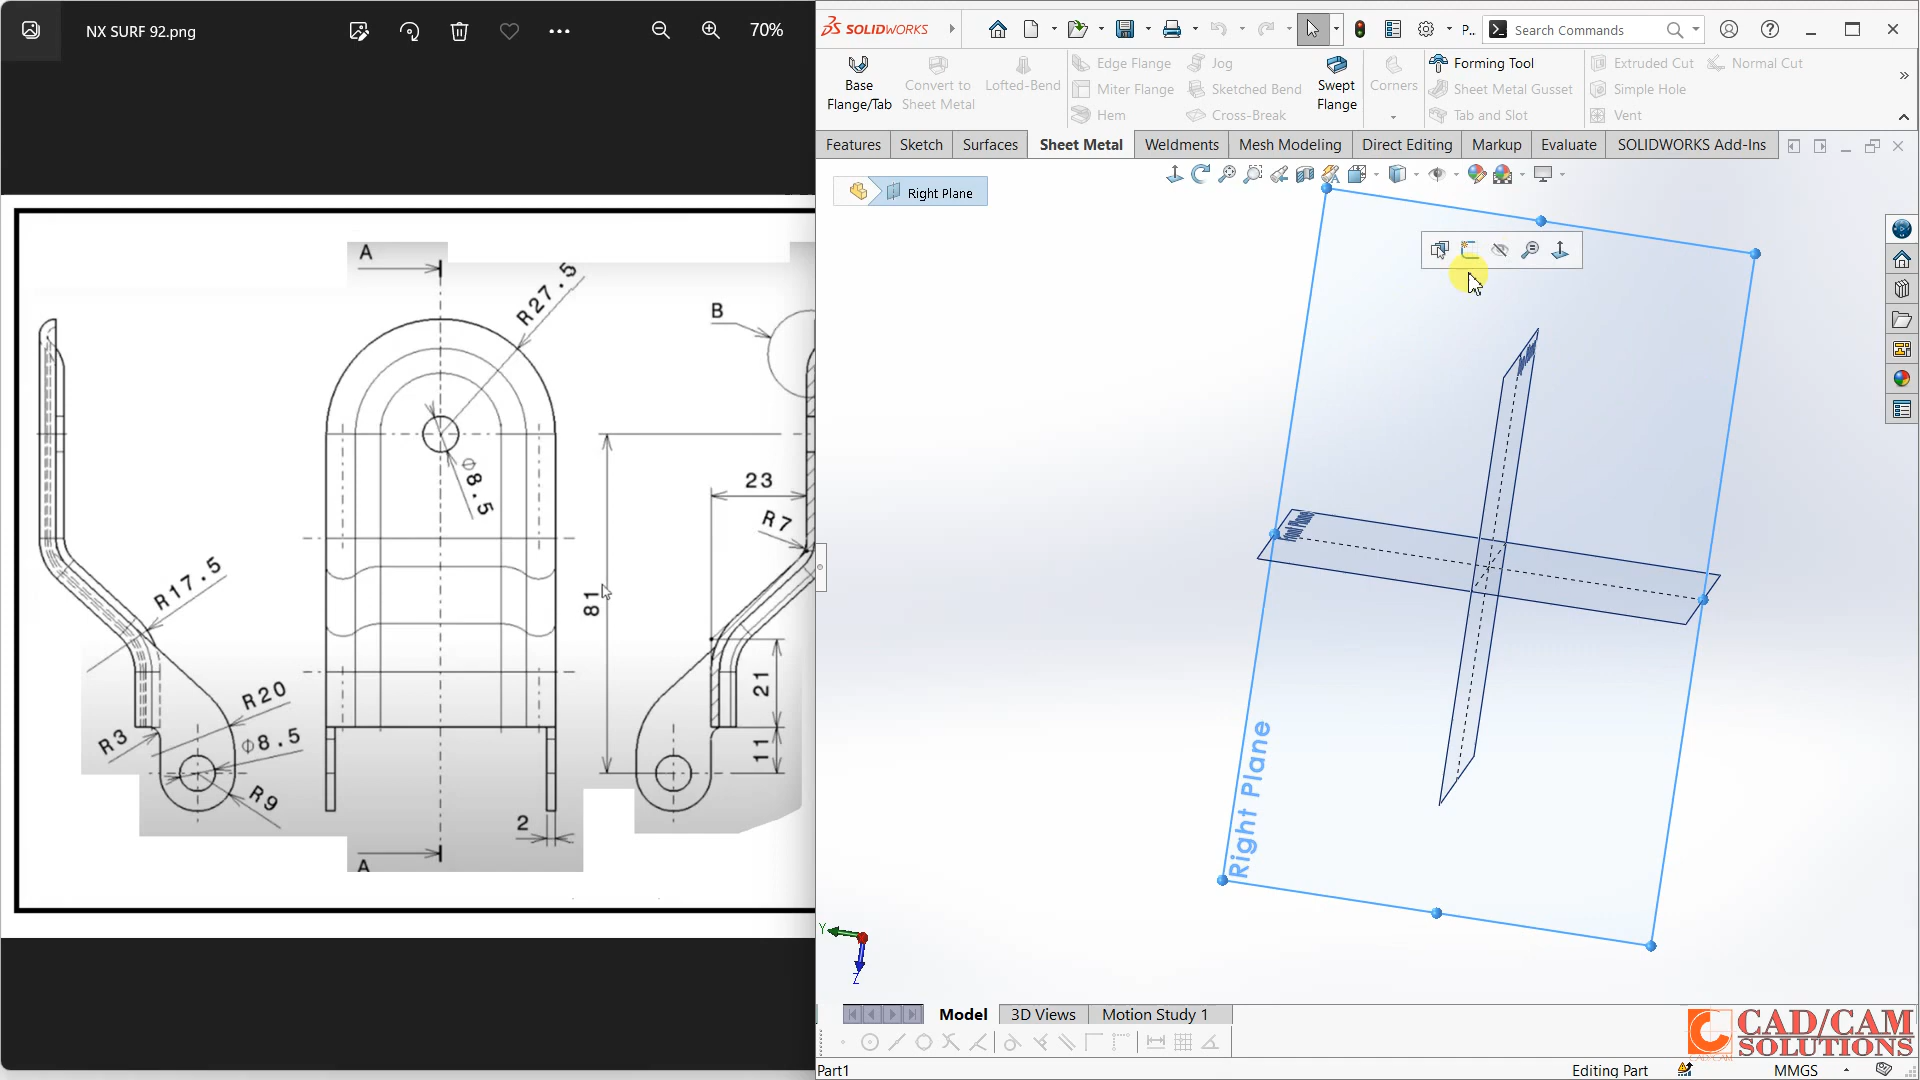 NX SURF 92.png
70%
SOLIDWORKS
P..
Search Commands
Base Flange/Tab
Convert to Sheet Metal
Lofted-Bend
Edge Flange
Miter Flange
Hem
Jog
Sketched Bend
Cross-Break
Swept Flange
Corners
Forming Tool
Sheet Metal Gusset
Tab and Slot
Extruded Cut
Simple Hole
Vent
Normal Cut
Features
Sketch
Surfaces
Sheet Metal
Weldments
Mesh Modeling
Direct Editing
Markup
Evaluate
SOLIDWORKS Add-Ins
Right Plane
A
R27.5
B
Ø8.5
23
R7
R17.5
81
21
R20
Ø8.5
R3
11
R9
2
A
Right Plane
Y
Z
Model
3D Views
Motion Study 1
CAD/CAM
SOLUTIONS
Part1
Editing Part
MMGS